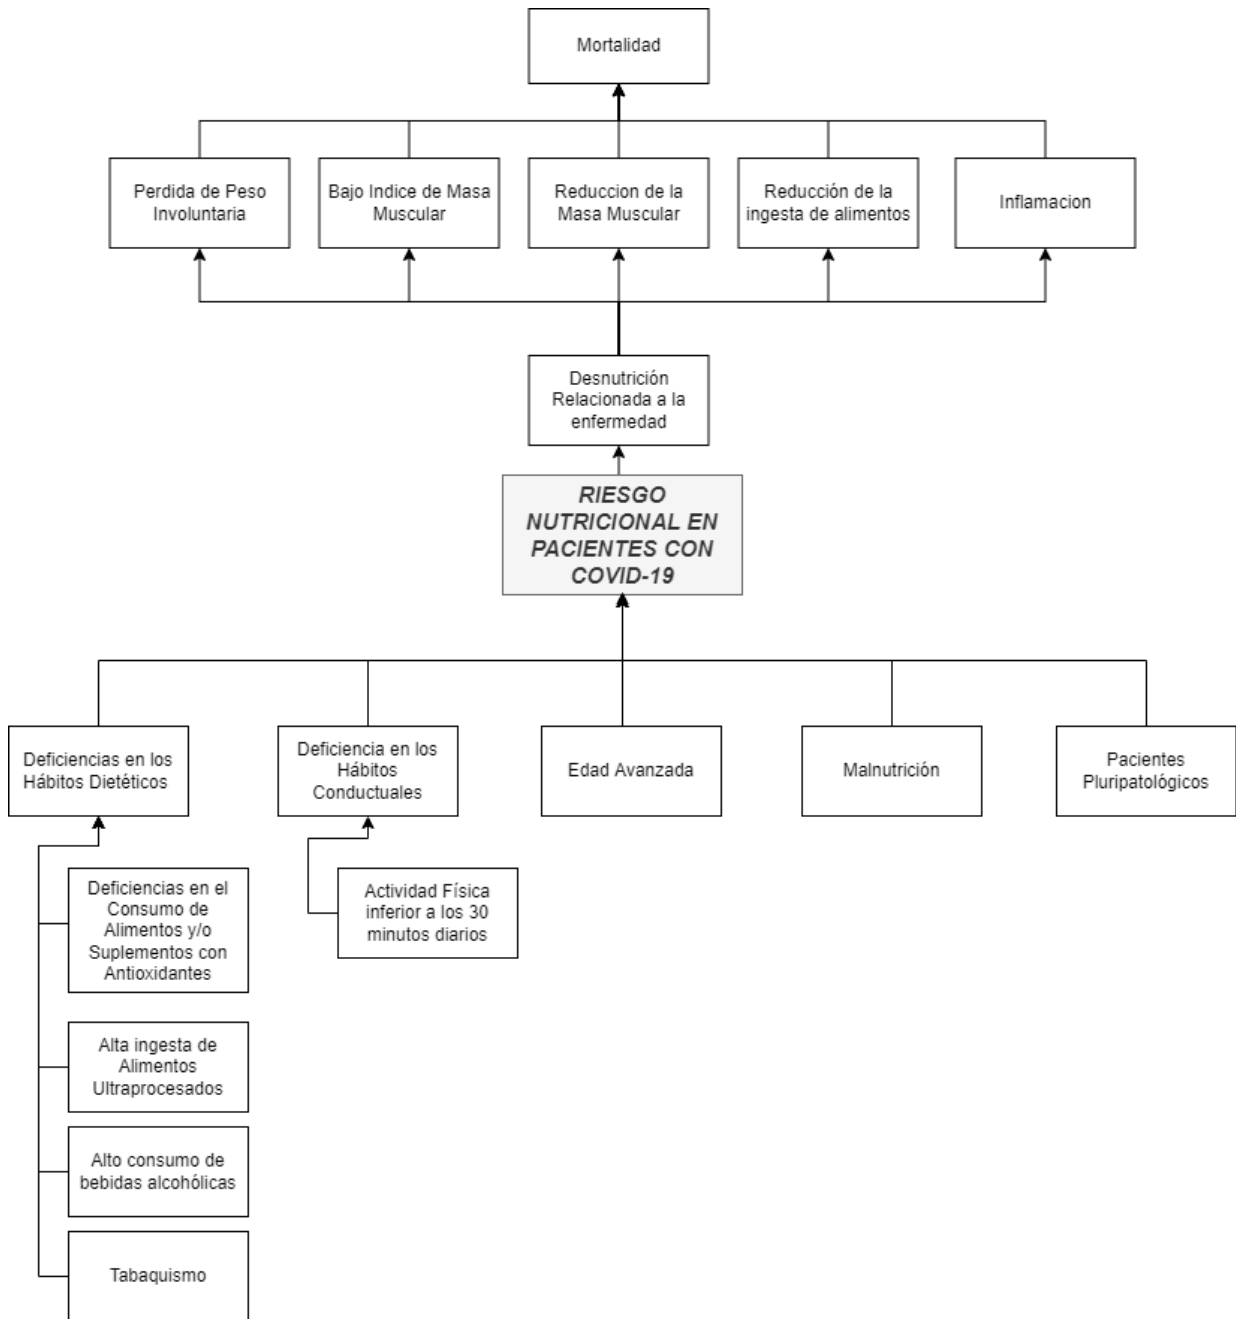 Mortalidad
Perdida de Peso
Involuntaria
Bajo Indice de Masa
Muscular
Reduccion de la
Masa Muscular
Reducción de la
ingesta de alimentos
Inflamacion
Desnutrición
Relacionada a la
enfermedad
RIESGO
NUTRICIONAL EN
PACIENTES CON
COVID-19
Deficiencias en los
Hábitos Dietéticos
Deficiencia en los
Hábitos
Conductuales
Edad Avanzada
Malnutrición
Pacientes
Pluripatológicos
Deficiencias en el
Consumo de
Alimentos y/o
Suplementos con
Antioxidantes
Actividad Física
inferior a los 30
minutos diarios
Alta ingesta de
Alimentos
Ultraprocesados
Alto consumo de
bebidas alcohólicas
Tabaquismo